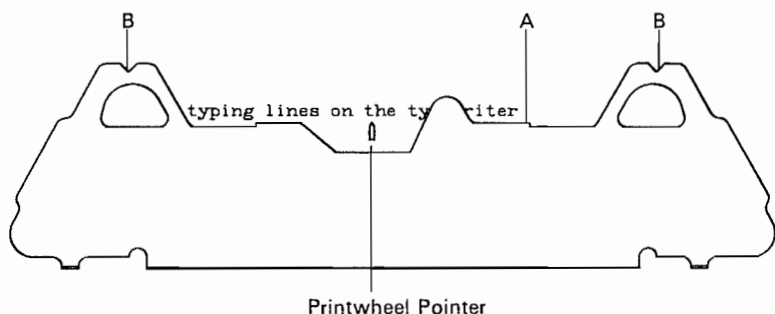 B A B
typing lines on the ty riter
Printwheel Pointer